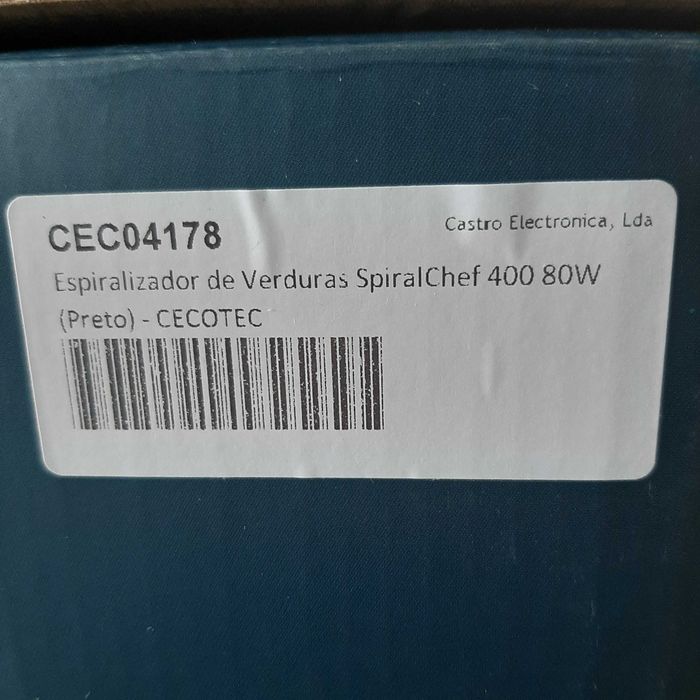 CEC04178
Castro Electronica, Lda
Espiralizador de Verduras SpiralChef 400 80W
(Preto) - CECOTEC